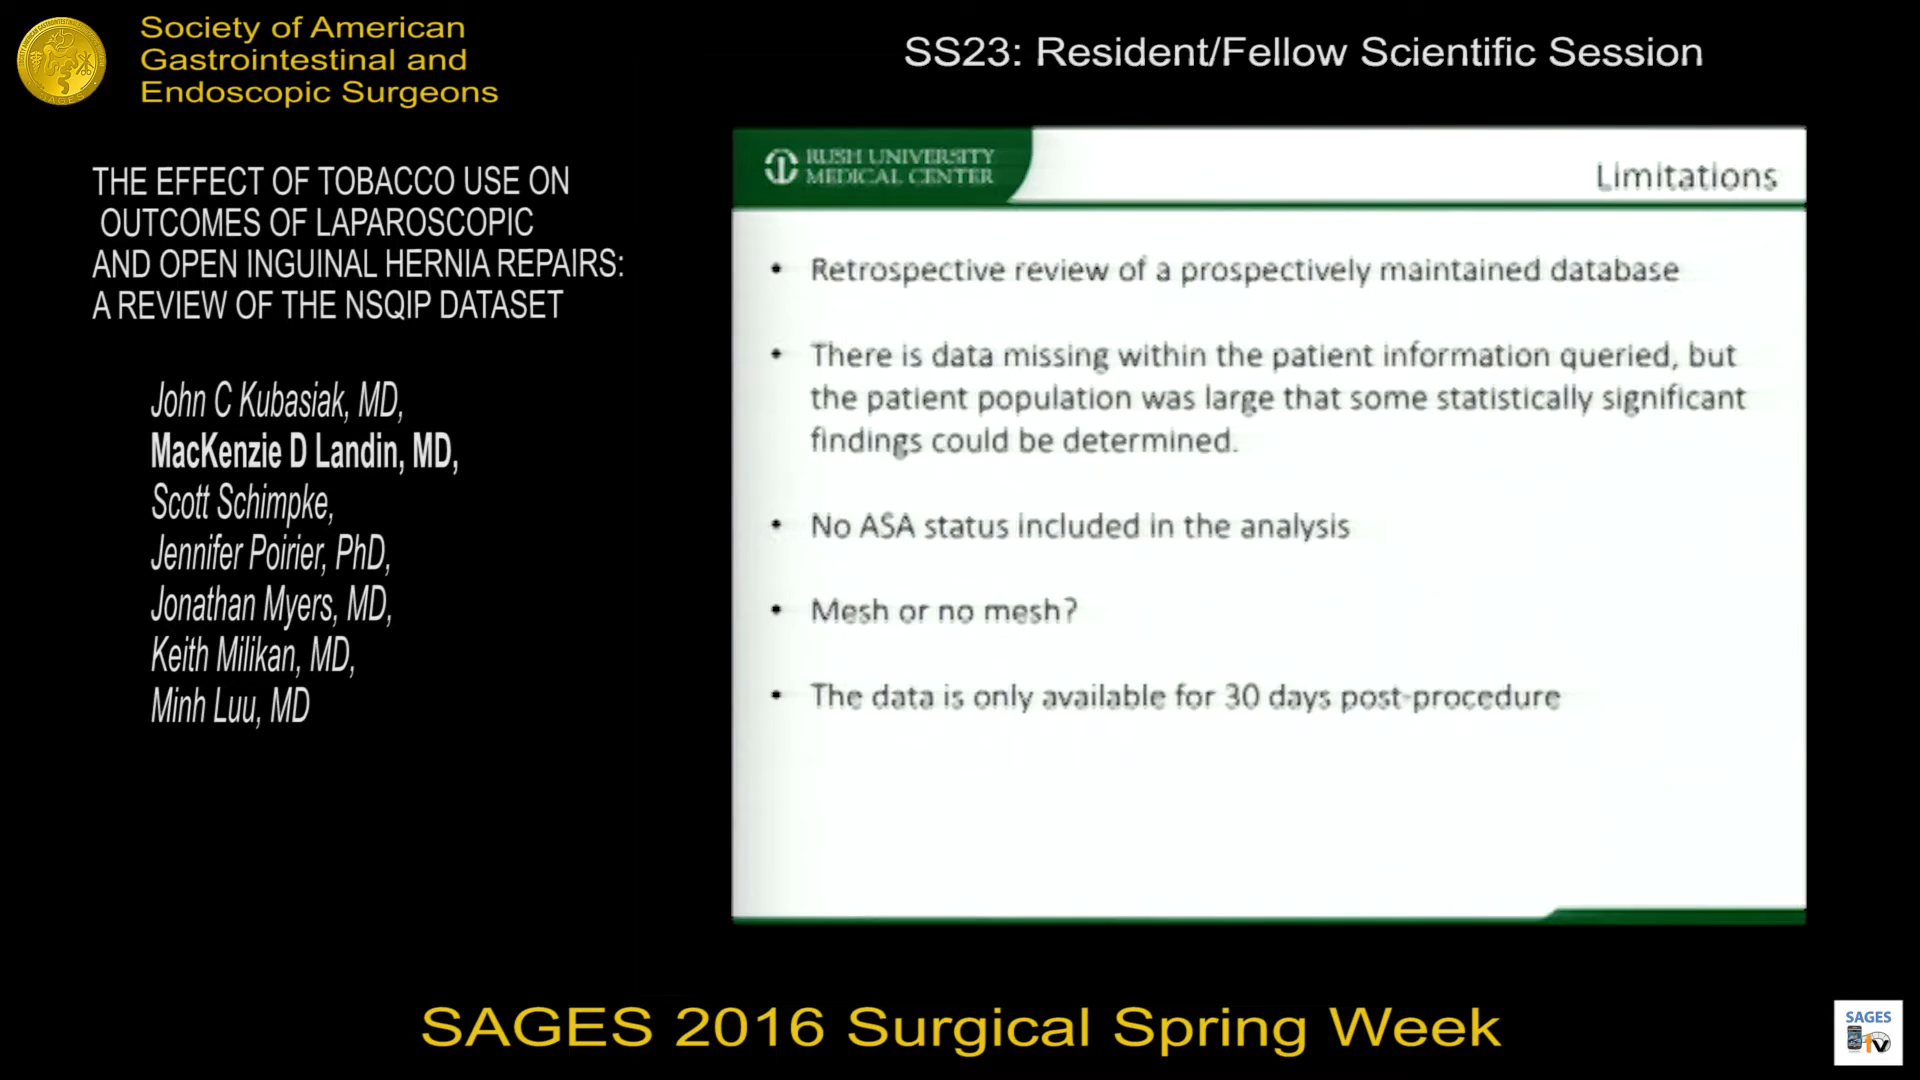 Society of American
Gastrointestinal and
Endoscopic Surgeons
SS23: Resident/Fellow Scientific Session
THE EFFECT OF TOBACCO USE ON
OUTCOMES OF LAPAROSCOPIC
AND OPEN INGUINAL HERNIA REPAIRS:
A REVIEW OF THE NSQIP DATASET
John C Kubasiak, MD,
MacKenzie D Landin, MD,
Scott Schimpke,
Jennifer Poirier, PhD,
Jonathan Myers, MD,
Keith Milikan, MD,
Minh Luu, MD
RUSH UNIVERSITY
MEDICAL CENTER
Limitations
• Retrospective review of a prospectively maintained database
• There is data missing within the patient information queried, but
the patient population was large that some statistically significant
findings could be determined.
• No ASA status included in the analysis
• Mesh or no mesh?
• The data is only available for 30 days post-procedure
SAGES 2016 Surgical Spring Week
SAGES
TV